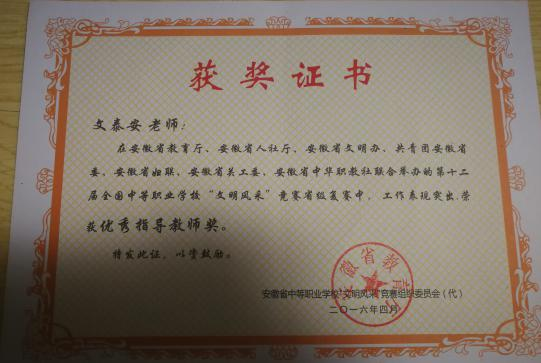 获奖证书
文泰安老师：
在安徽省教育厅、安徽省人社厅、安徽省文明办、共青团安徽省
委、安徽省妇联、安徽省关工委、安徽省中华职教社联合举办的第十二
届全国中等职业学校“文明风采”竞赛省级复赛中，工作表现突出，荣
获优秀指导教师奖。
特发此证，以资鼓励。
安徽省教育厅
安徽省中等职业学校“文明风采”竞赛组织委员会（代）
二〇一六年四月